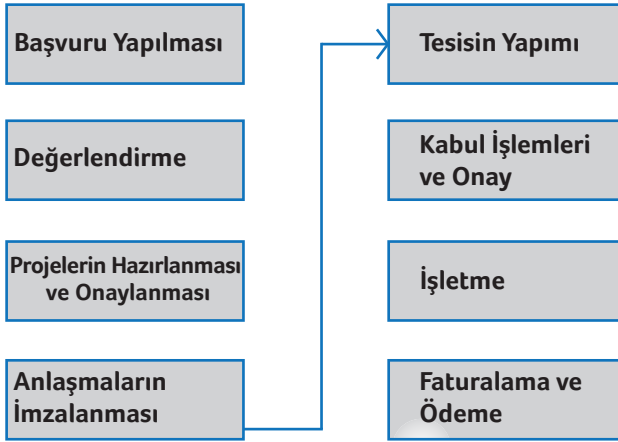 Başvuru Yapılması
Değerlendirme
Projelerin Hazırlanması
ve Onaylanması
Anlaşmaların
İmzalanması
Tesisin Yapımı
Kabul İşlemleri
ve Onay
İşletme
Faturalama ve
Ödeme